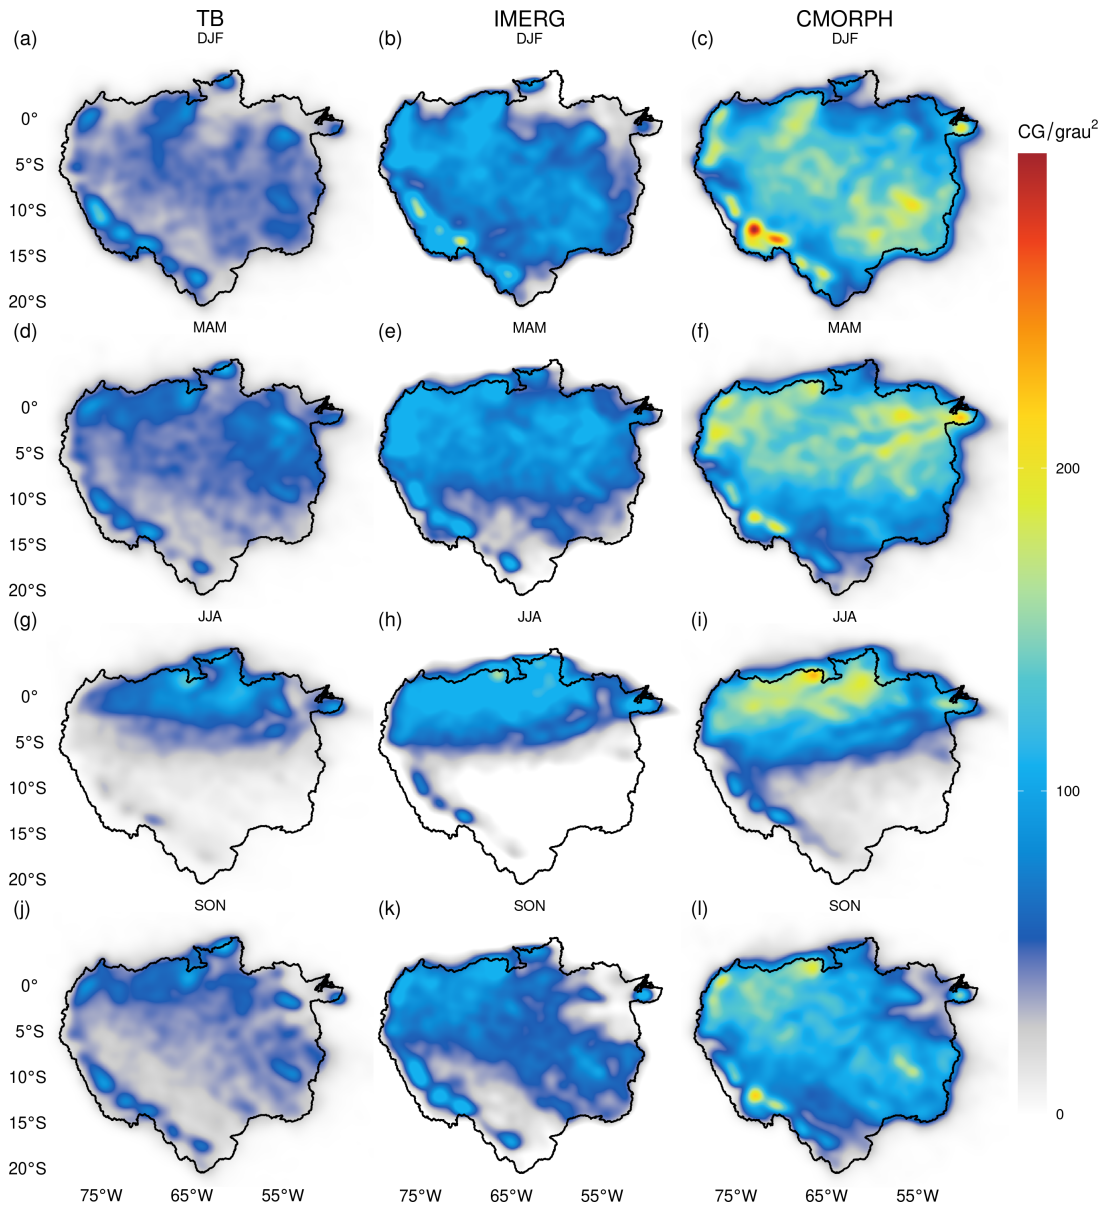 TB IMERG CMORPH
(a) DJF (b) DJF (c) DJF
0°
5°S
10°S
15°S
20°S
CG/grau²
200
100
0
(d) MAM (e) MAM (f) MAM
0°
5°S
10°S
15°S
20°S
(g) JJA (h) JJA (i) JJA
0°
5°S
10°S
15°S
20°S
(j) SON (k) SON (l) SON
0°
5°S
10°S
15°S
20°S
75°W 65°W 55°W 75°W 65°W 55°W 75°W 65°W 55°W